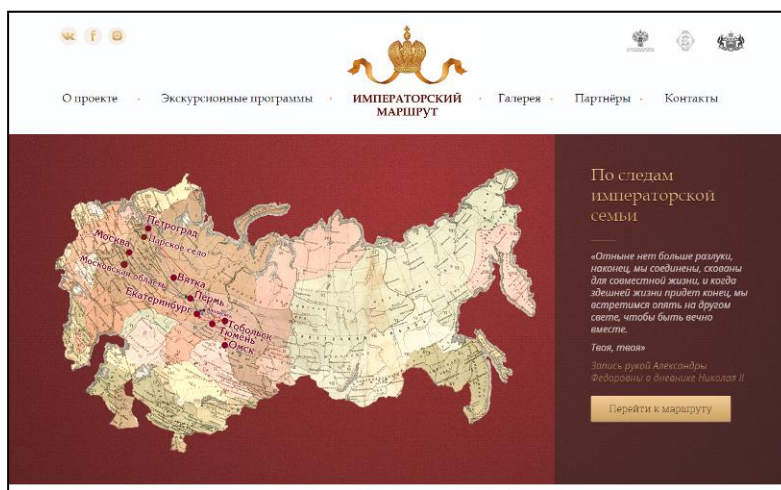 О проекте
Экскурсионные программы
ИМПЕРАТОРСКИЙ
МАРШРУТ
Галерея
Партнёры
Контакты
Петроград
Царское село
Москва
Московская область
Вятка
Пермь
Екатеринбург
Тобольск
Тюмень
Омск
По следам
императорской
семьи
«Отныне нет больше разлуки,
наконец, мы соединены, скованы
для совместной жизни, и когда
здешней жизни придет конец, мы
встретимся опять на другом
свете, чтобы быть вечно
вместе.
Твоя, твоя»
Запись рукой Александры
Федоровны в дневнике Николая II
Перейти к маршруту